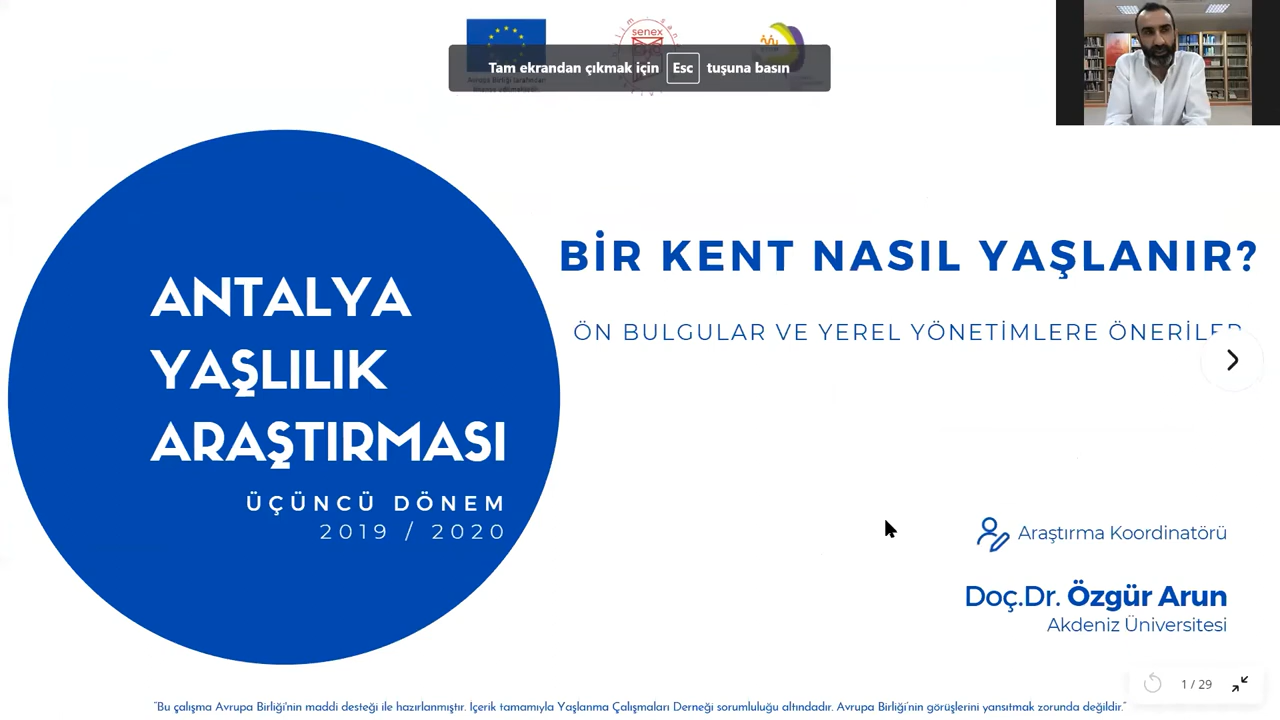 senex
Tam ekrandan çıkmak için Esc tuşuna basın
BİR KENT NASIL YAŞLANIR?
ÖN BULGULAR VE YEREL YÖNETİMLERE ÖNERİLER
ANTALYA
YAŞLILIK
ARAŞTIRMASI
ÜÇÜNCÜ DÖNEM
2019 / 2020
Araştırma Koordinatörü
Doç.Dr. Özgür Arun
Akdeniz Üniversitesi
1 / 29
"Bu çalışma Avrupa Birliği'nin maddi desteği ile hazırlanmıştır. İçerik tamamıyla Yaşlanma Çalışmaları Derneği sorumluluğu altındadır. Avrupa Birliği'nin görüşlerini yansıtmak zorunda değildir."